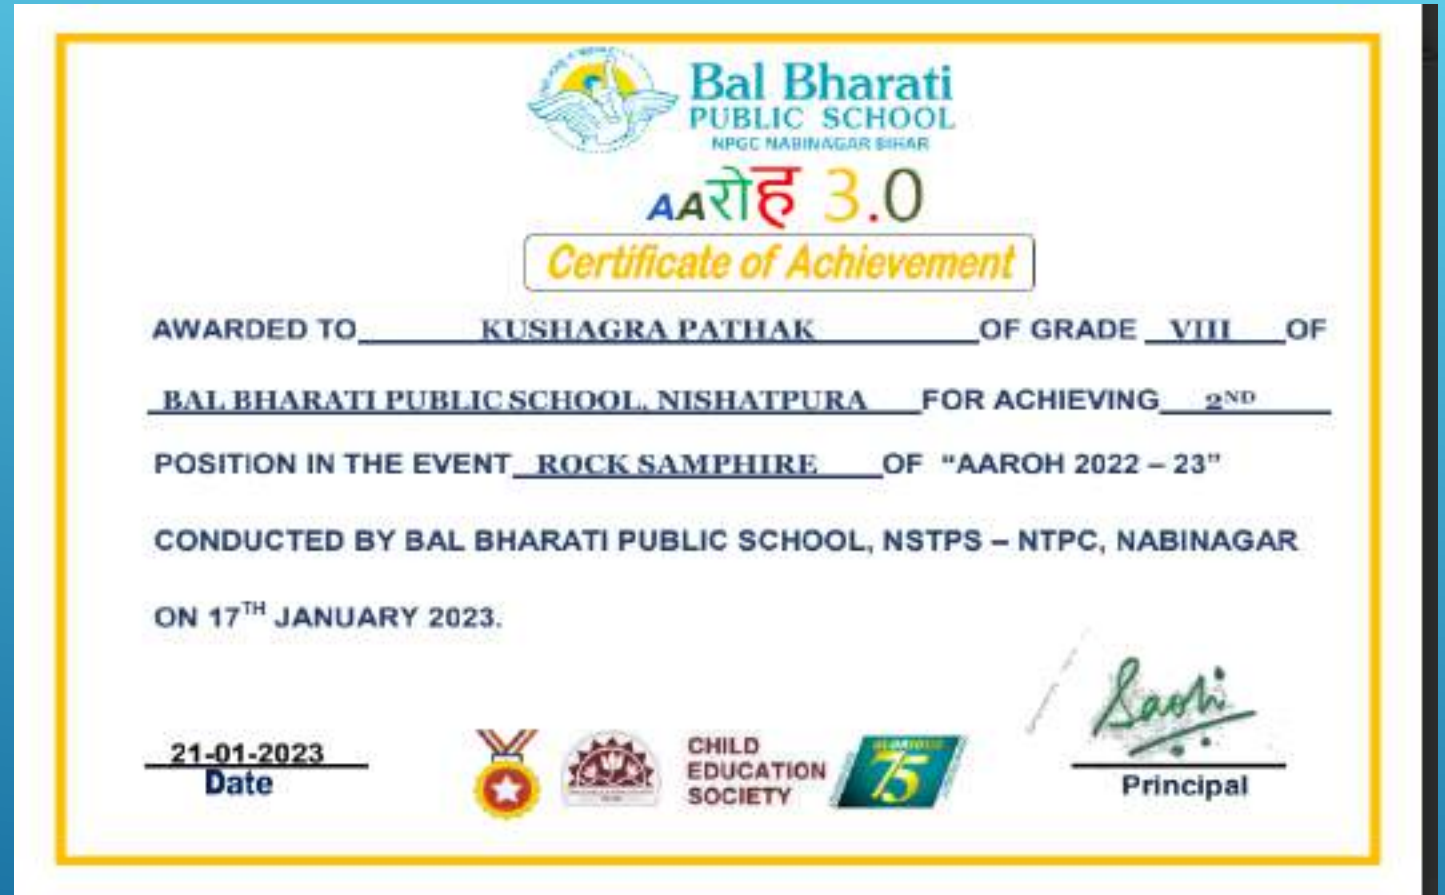 Bal Bharati
PUBLIC SCHOOL
NPGC NABINAGAR BIHAR
AAरोह 3.0
Certificate of Achievement
AWARDED TO KUSHAGRA PATHAK OF GRADE VIII OF
BAL BHARATI PUBLIC SCHOOL, NISHATPURA FOR ACHIEVING 2ND
POSITION IN THE EVENT ROCK SAMPHIRE OF "AAROH 2022 – 23"
CONDUCTED BY BAL BHARATI PUBLIC SCHOOL, NSTPS – NTPC, NABINAGAR
ON 17TH JANUARY 2023.
21-01-2023
Date
CHILD
EDUCATION
SOCIETY
GLORIOUS
75
Principal